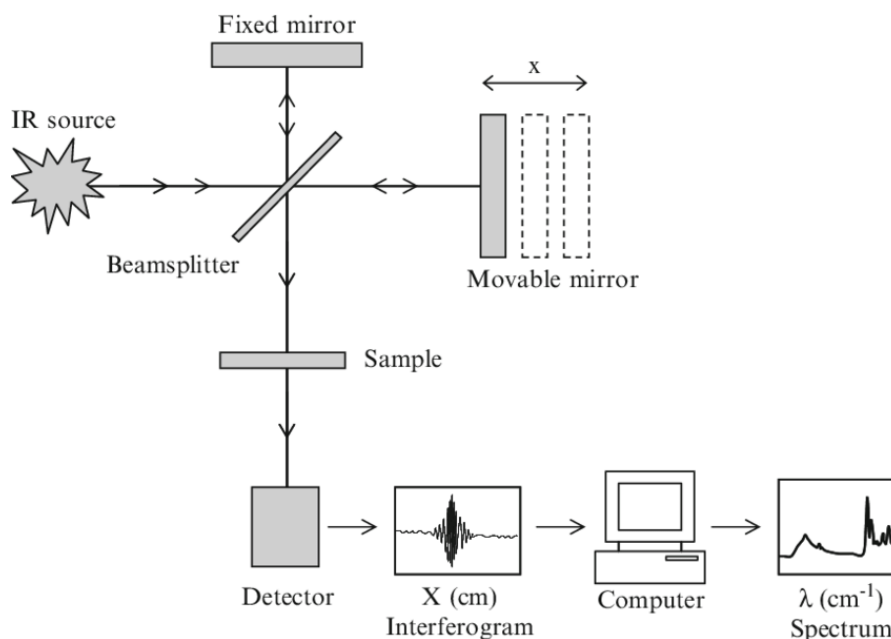 Fixed mirror
x
IR source
Beamsplitter
Movable mirror
Sample
Detector
X (cm)
Interferogram
Computer
λ (cm⁻¹)
Spectrum